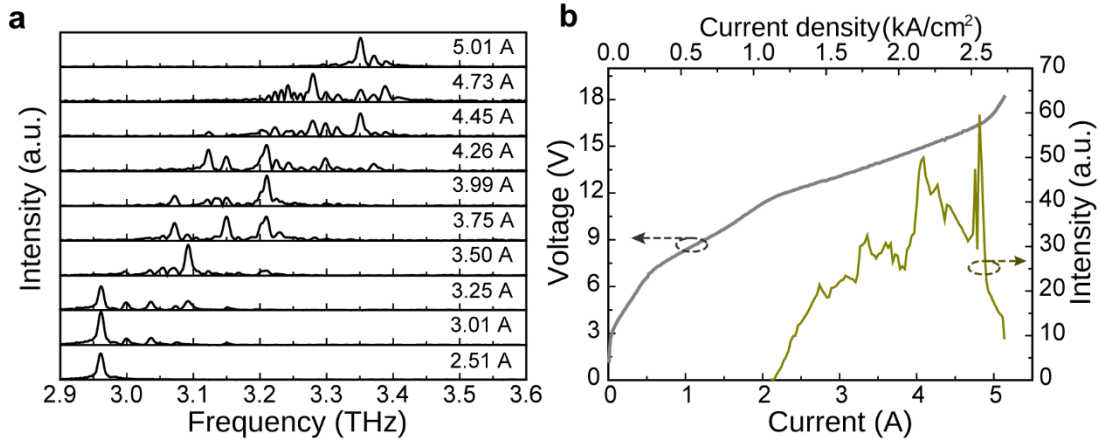 a
5.01 A
4.73 A
4.45 A
4.26 A
3.99 A
3.75 A
3.50 A
3.25 A
3.01 A
2.51 A
Intensity (a.u.)
2.9 3.0 3.1 3.2 3.3 3.4 3.5 3.6
Frequency (THz)
b
Current density(kA/cm²)
0.0 0.5 1.0 1.5 2.0 2.5
18
15
12
9
6
3
0
Voltage (V)
70
60
50
40
30
20
10
0
Intensity (a.u.)
0 1 2 3 4 5
Current (A)